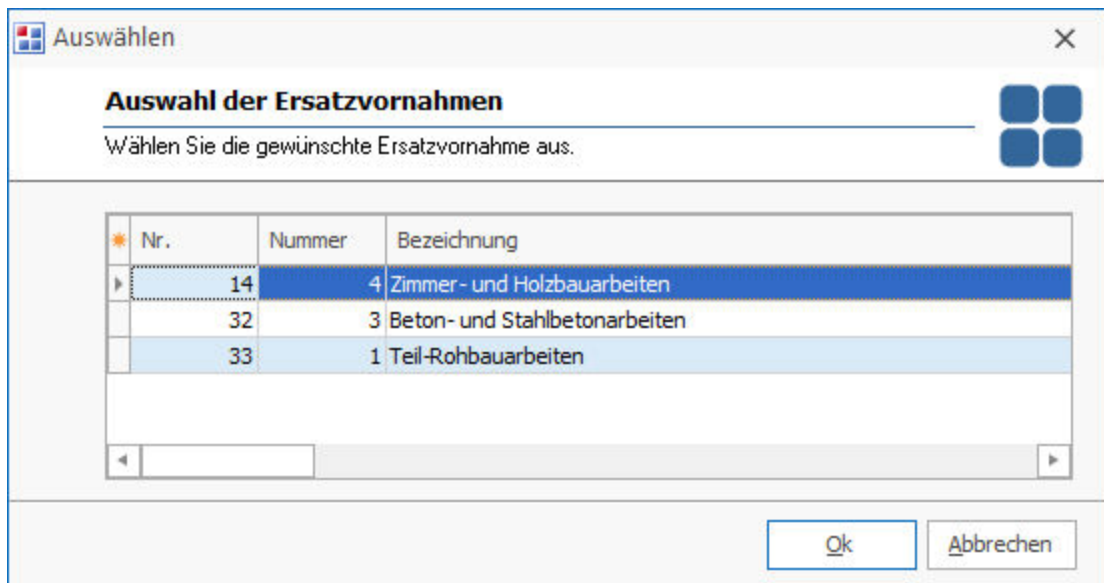 Auswählen
Auswahl der Ersatzvornahmen
Wählen Sie die gewünschte Ersatzvornahme aus.
Nr. Nummer Bezeichnung
14 4 Zimmer- und Holzbauarbeiten
32 3 Beton- und Stahlbetonarbeiten
33 1 Teil-Rohbauarbeiten
Ok Abbrechen